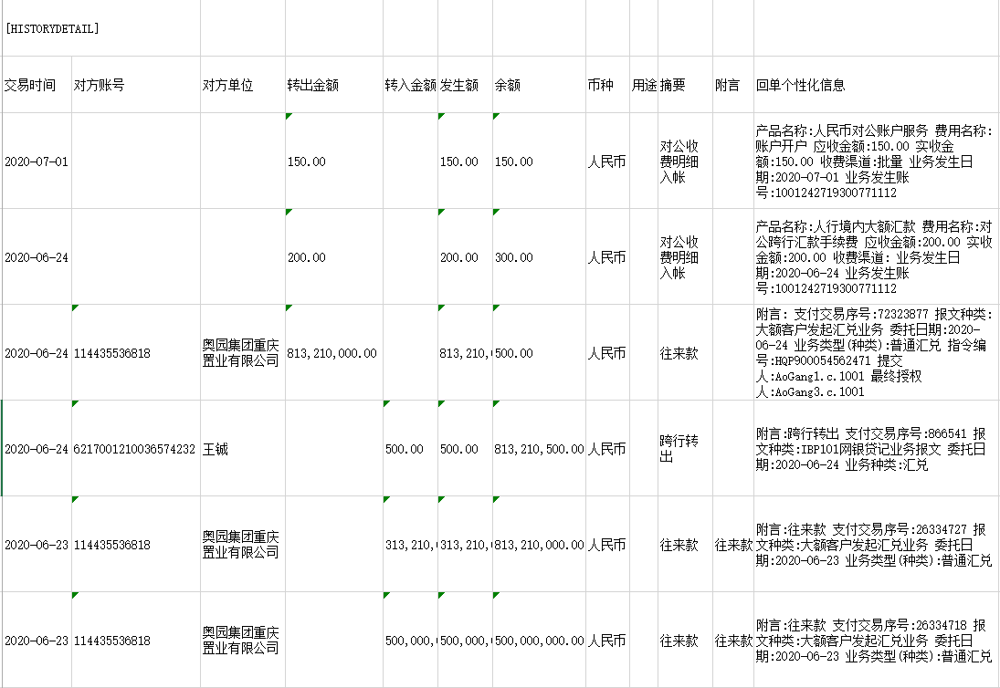 [HISTORYDETAIL]
交易时间 对方账号 对方单位 转出金额 转入金额 发生额 余额 币种 用途 摘要 附言 回单个性化信息
2020-07-01 150.00 150.00 150.00 人民币
对公收
费明细
入帐
产品名称:人民币对公账户服务 费用名称:
账户开户 应收金额:150.00 实收金
额:150.00 收费渠道:批量 业务发生日
期:2020-07-01 业务发生账
号:1001242719300771112
2020-06-24 200.00 200.00 300.00 人民币
对公收
费明细
入帐
产品名称:人行境内大额汇款 费用名称:对
公跨行汇款手续费 应收金额:200.00 实收
金额:200.00 收费渠道: 业务发生日
期:2020-06-24 业务发生账
号:1001242719300771112
2020-06-24 114435536818
奥园集团重庆
置业有限公司
813,210,000.00 813,210, 500.00 人民币 往来款
附言: 支付交易序号:72323877 报文种类:
大额客户发起汇兑业务 委托日期:2020-
06-24 业务类型(种类):普通汇兑 指令编
号:HQP900054562471 提交
人:AoGang1.c.1001 最终授权
人:AoGang3.c.1001
2020-06-24 6217001210036574232 王铖 500.00 500.00 813,210,500.00 人民币
跨行转
出
附言:跨行转出 支付交易序号:866541 报
文种类:IBP101网银贷记业务报文 委托日
期:2020-06-24 业务种类:汇兑
2020-06-23 114435536818
奥园集团重庆
置业有限公司
313,210, 313,210, 813,210,000.00 人民币 往来款 往来款
附言:往来款 支付交易序号:26334727 报
文种类:大额客户发起汇兑业务 委托日
期:2020-06-23 业务类型(种类):普通汇兑
2020-06-23 114435536818
奥园集团重庆
置业有限公司
500,000, 500,000, 500,000,000.00 人民币 往来款 往来款
附言:往来款 支付交易序号:26334718 报
文种类:大额客户发起汇兑业务 委托日
期:2020-06-23 业务类型(种类):普通汇兑